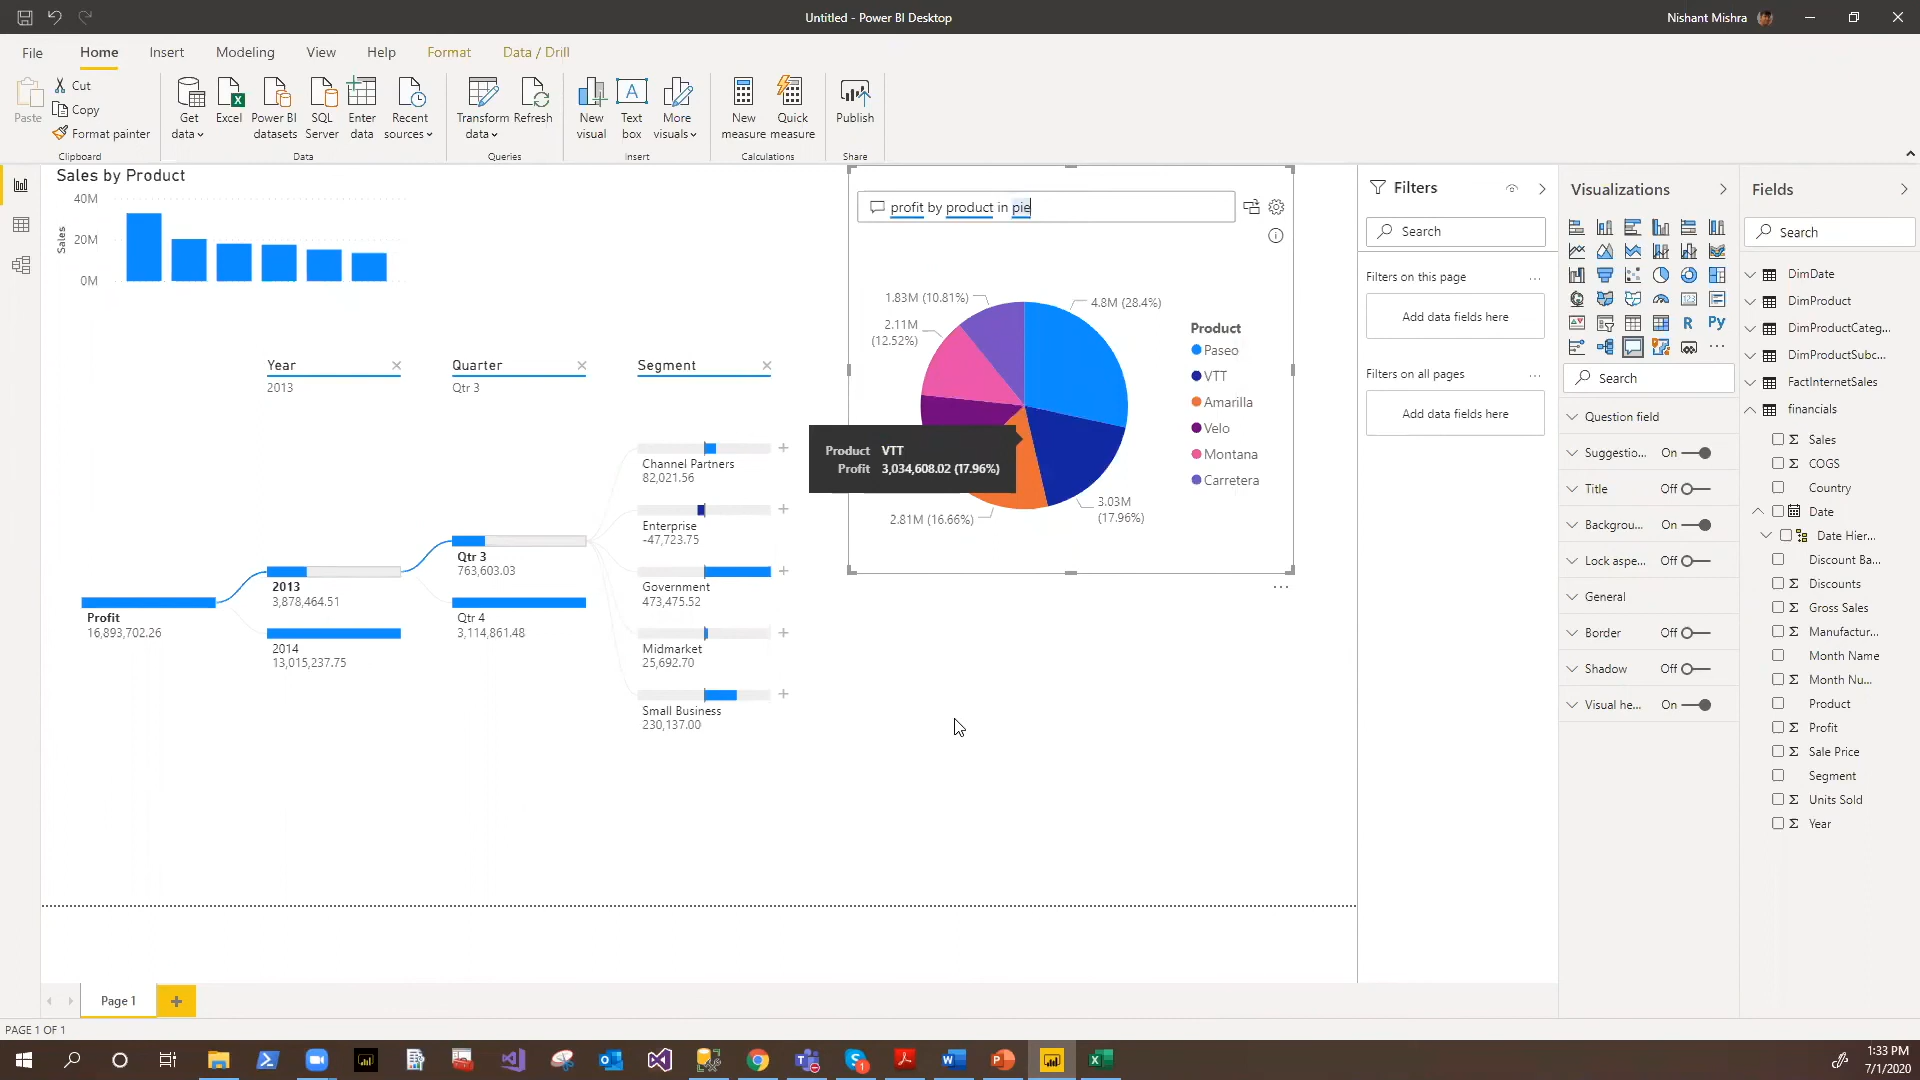 Untitled - Power BI Desktop
Nishant Mishra
File
Home
Insert
Modeling
View
Help
Format
Data / Drill
Paste
Cut
Copy
Format painter
Clipboard
Get
data
Excel
Power BI
datasets
SQL
Server
Enter
data
Recent
sources
Data
Transform
data
Refresh
Queries
New
visual
Text
box
More
visuals
Insert
New
measure
Quick
measure
Calculations
Publish
Share
Sales by Product
Sales
40M
20M
0M
Year
2013
Quarter
Qtr 3
Segment
Profit
16,893,702.26
2013
3,878,464.51
2014
13,015,237.75
Qtr 3
763,603.03
Qtr 4
3,114,861.48
Channel Partners
82,021.56
Enterprise
-47,723.75
Government
473,475.52
Midmarket
25,692.70
Small Business
230,137.00
profit by product in pie
1.83M (10.81%)
4.8M (28.4%)
2.11M
(12.52%)
3.03M
(17.96%)
2.81M (16.66%)
Product VTT
Profit 3,034,608.02 (17.96%)
Product
Paseo
VTT
Amarilla
Velo
Montana
Carretera
Filters
Search
Filters on this page
...
Add data fields here
Filters on all pages
...
Add data fields here
Visualizations
R
Py
...
Search
Question field
Suggestio... On
Title Off
Backgrou... On
Lock aspe... Off
General
Border Off
Shadow Off
Visual he... On
Fields
Search
DimDate
DimProduct
DimProductCateg...
DimProductSubc...
FactInternetSales
financials
Σ Sales
Σ COGS
Country
Date
Date Hier...
Discount Ba...
Σ Discounts
Σ Gross Sales
Σ Manufactur...
Month Name
Σ Month Nu...
Product
Σ Profit
Σ Sale Price
Segment
Σ Units Sold
Σ Year
Page 1
PAGE 1 OF 1
1:33 PM
7/1/2020